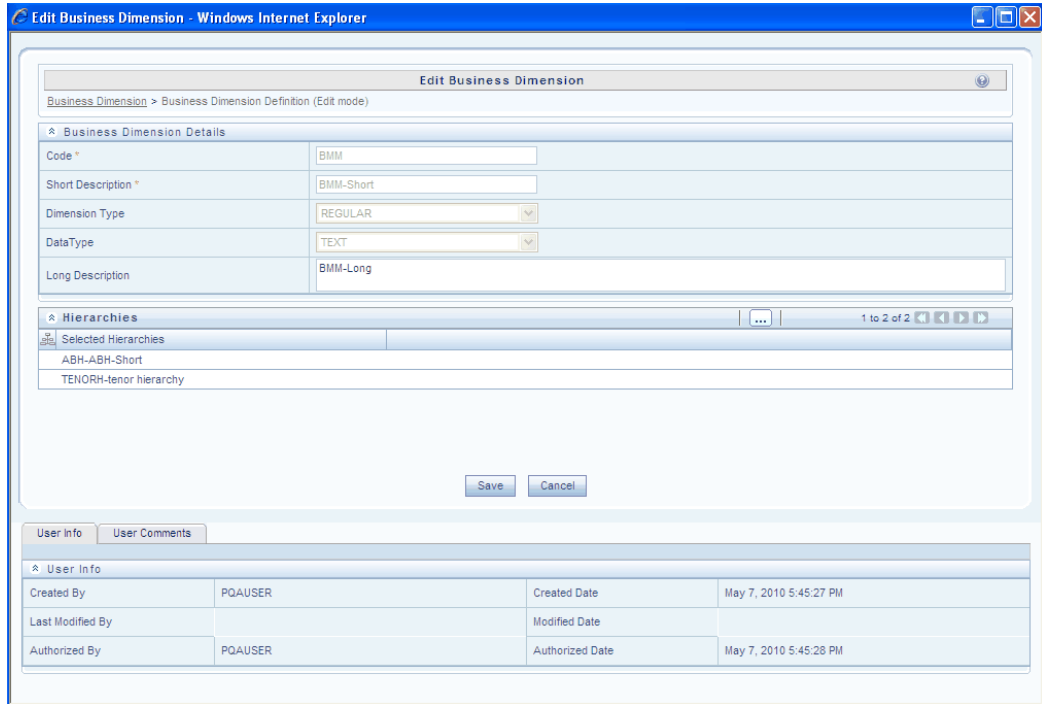 Edit Business Dimension - Windows Internet Explorer
Edit Business Dimension
Business Dimension > Business Dimension Definition (Edit mode)
Business Dimension Details
Code * BMM
Short Description * BMM-Short
Dimension Type REGULAR
DataType TEXT
Long Description BMM-Long
Hierarchies ... 1 to 2 of 2
Selected Hierarchies
ABH-ABH-Short
TENORH-tenor hierarchy
Save Cancel
User Info User Comments
User Info
Created By PQAUSER Created Date May 7, 2010 5:45:27 PM
Last Modified By Modified Date
Authorized By PQAUSER Authorized Date May 7, 2010 5:45:28 PM